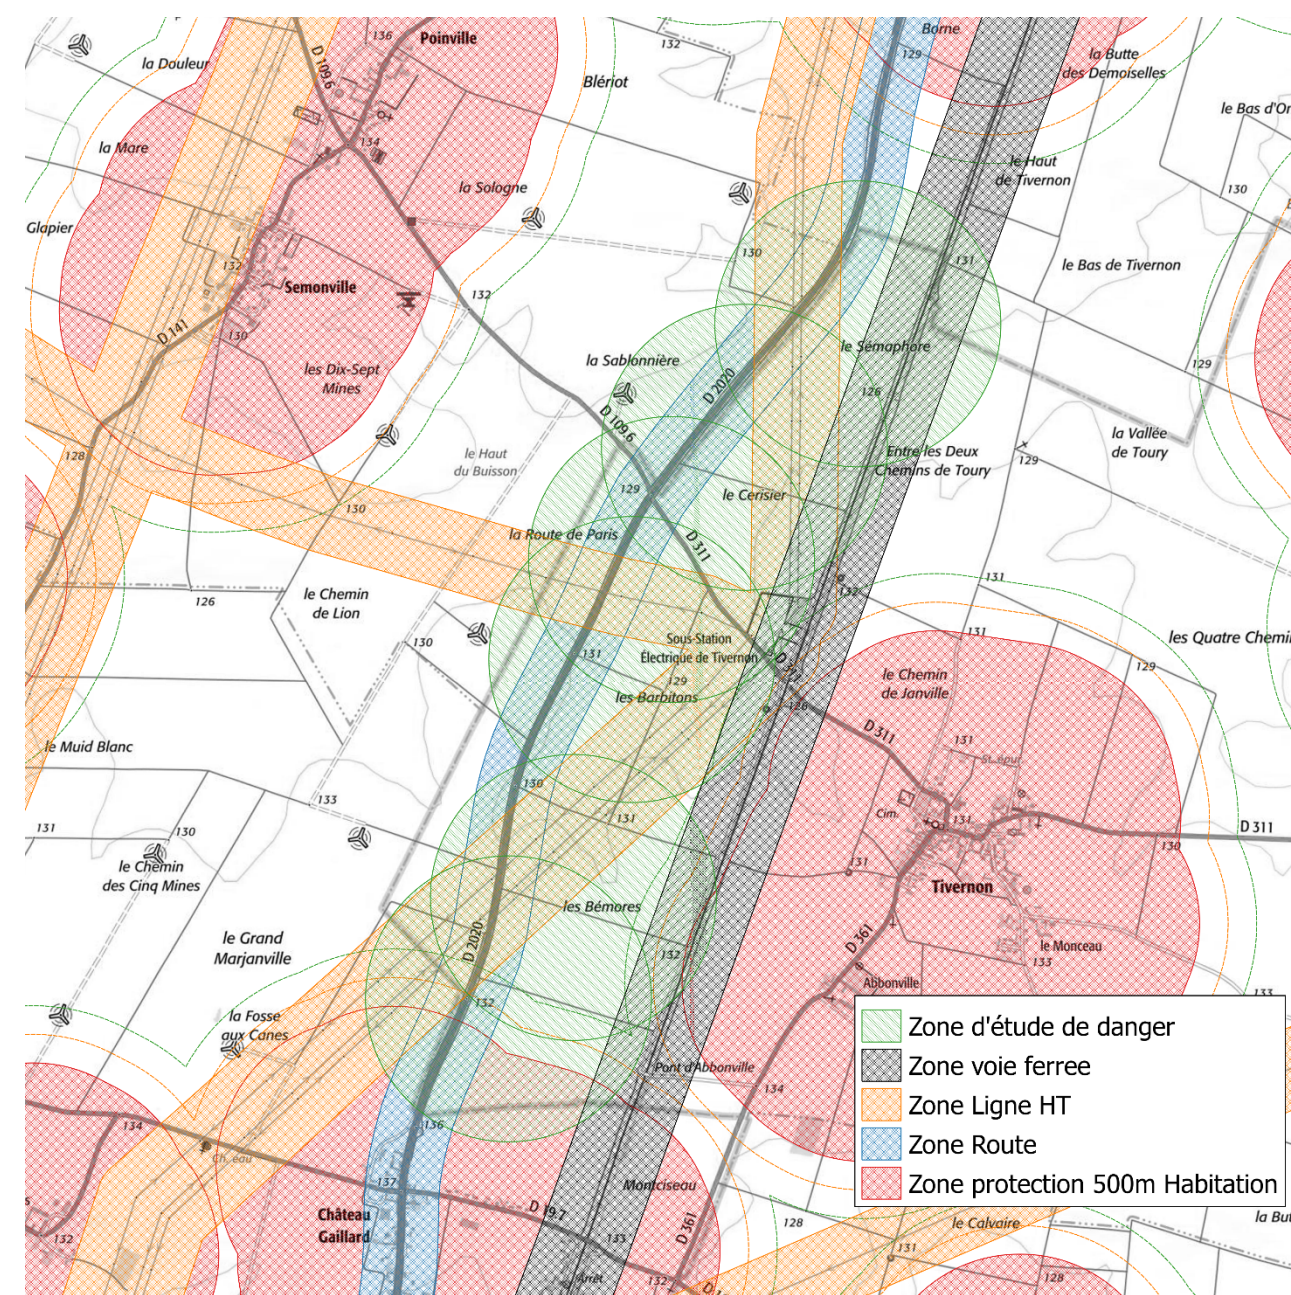 Poinville
136
D 109.6
la Douleur
132
Blériot
Borne
129
la Butte
des Demoiselles
le Bas d'Or
la Mare
134
la Sologne
le Haut
de Tivernon
130
Glapier
132
130
131
le Bas de Tivernon
Semonville
132
D 141
130
les Dix-Sept
Mines
la Sablonnière
le Sémaphore
129
D 2020
126
D 109.6
128
le Haut
du Buisson
Entre les Deux
Chemins de Toury
la Vallée
de Toury
129
129
le Cerisier
130
la Route de Paris
D 311
126
le Chemin
de Lion
132
131
130
Sous-Station
Électrique de Tivernon
131
131
les Quatre Chemin
129
129
D 311
les Barbitons
le Chemin
de Janville
126
le Muid Blanc
D 311
131
St. épur.
130
133
Cim.
131
131
131
130
D 311
130
le Chemin
des Cinq Mines
131
Tivernon
les Bémores
le Grand
Marjanville
D 2020
132
D 361
le Monceau
133
Abbonville
132
133
la Fosse
aux Canes
Zone d'étude de danger
Zone voie ferree
Zone Ligne HT
Zone Route
Zone protection 500m Habitation
Pont d'Abbonville
134
134
136
Ch. eau
137
Montciseau
Château
Gaillard
D 19.7
133
D 361
128
le Calvaire
la But
132
131
Arrêt
132
128